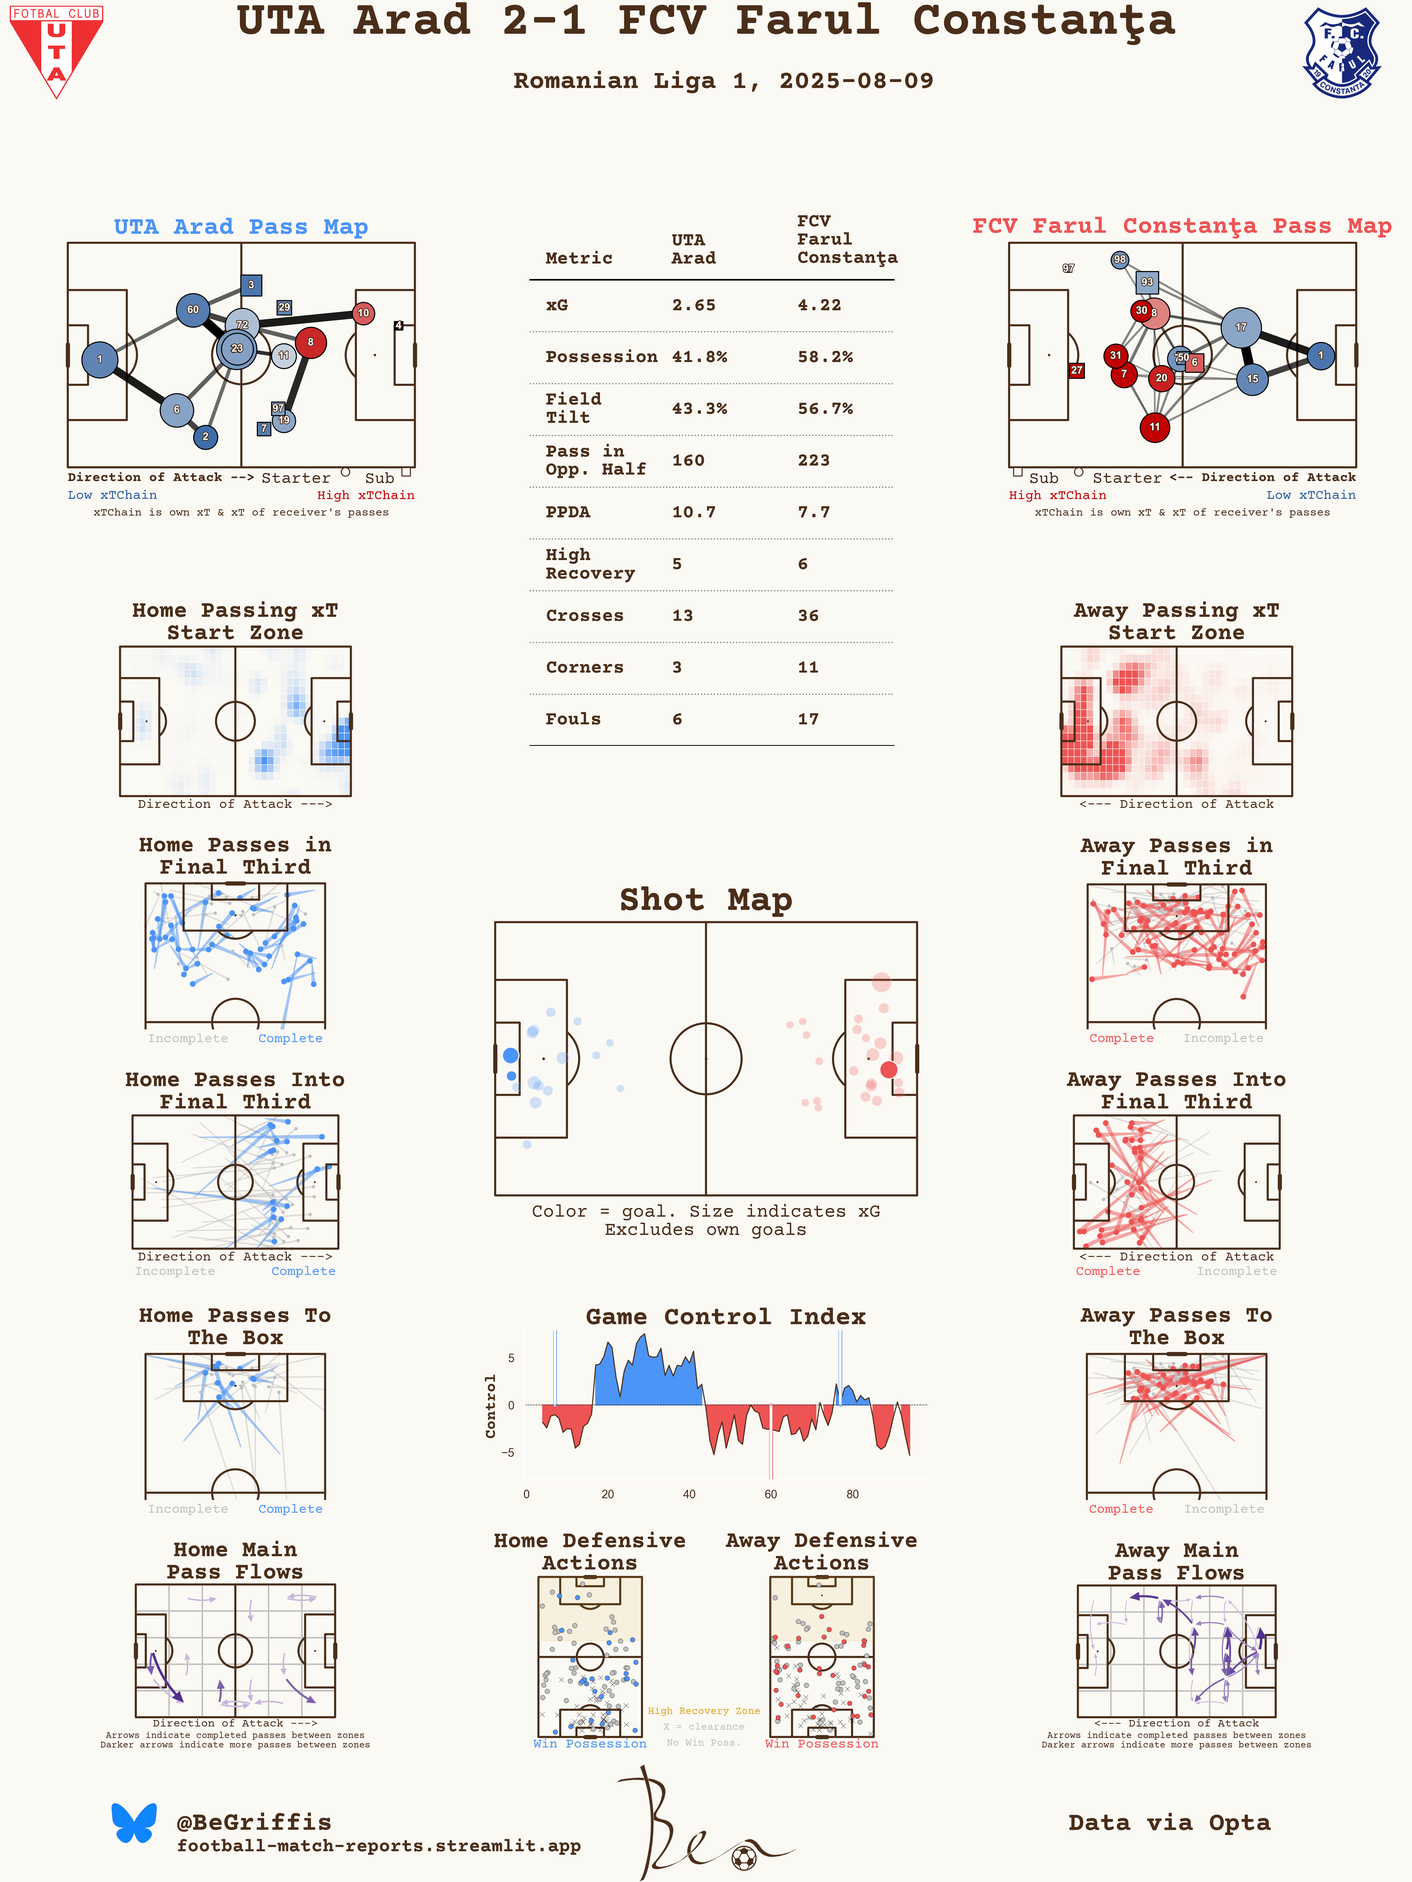 FOTBAL CLUB
UTA
UTA Arad 2-1 FCV Farul Constanţa
F. C.
FARUL
19 CONSTANTA 20
Romanian Liga 1, 2025-08-09
UTA Arad Pass Map
3
60
29
72
10
4
23
8
11
1
6
97
19
7
2
Direction of Attack --> Starter Sub
Low xTChain High xTChain
xTChain is own xT & xT of receiver's passes
Metric UTA Arad FCV Farul Constanţa
xG 2.65 4.22
Possession 41.8% 58.2%
Field Tilt 43.3% 56.7%
Pass in Opp. Half 160 223
PPDA 10.7 7.7
High Recovery 5 6
Crosses 13 36
Corners 3 11
Fouls 6 17
FCV Farul Constanţa Pass Map
98
97
93
30
8
17
31
50
6
1
27
7
20
15
11
Sub Starter <-- Direction of Attack
High xTChain Low xTChain
xTChain is own xT & xT of receiver's passes
Home Passing xT
Start Zone
Direction of Attack --->
Away Passing xT
Start Zone
<--- Direction of Attack
Home Passes in
Final Third
Incomplete Complete
Away Passes in
Final Third
Complete Incomplete
Shot Map
Color = goal. Size indicates xG
Excludes own goals
Home Passes Into
Final Third
Direction of Attack --->
Incomplete Complete
Away Passes Into
Final Third
<--- Direction of Attack
Complete Incomplete
Home Passes To
The Box
Incomplete Complete
Game Control Index
Control
5
0
−5
0 20 40 60 80
Away Passes To
The Box
Complete Incomplete
Home Main
Pass Flows
Direction of Attack --->
Arrows indicate completed passes between zones
Darker arrows indicate more passes between zones
Home Defensive
Actions
Win Possession
High Recovery Zone
X = clearance
No Win Poss.
Away Defensive
Actions
Win Possession
Away Main
Pass Flows
<--- Direction of Attack
Arrows indicate completed passes between zones
Darker arrows indicate more passes between zones
@BeGriffis
football-match-reports.streamlit.app
Ben
Data via Opta